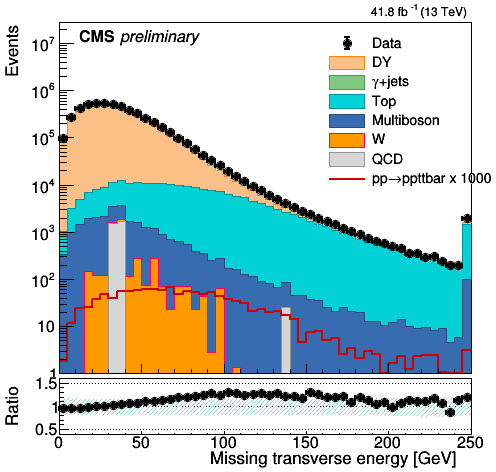 41.8 fb⁻¹ (13 TeV)
CMS preliminary
Events
10⁷
10⁶
10⁵
10⁴
10³
10²
10
1
Data
DY
γ+jets
Top
Multiboson
W
QCD
pp→ppttbar x 1000
Ratio
1.5
1
0.5
0 50 100 150 200 250
Missing transverse energy [GeV]